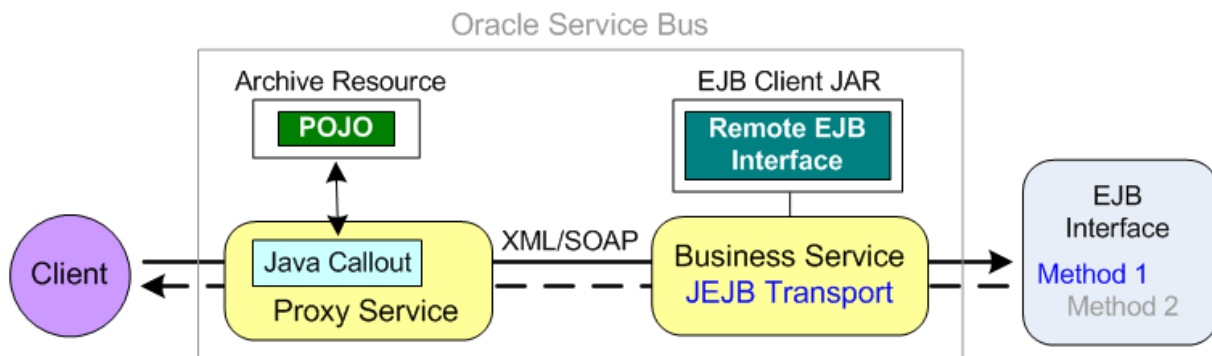 Oracle Service Bus
Archive Resource
POJO
EJB Client JAR
Remote EJB
Interface
Client
Java Callout
Proxy Service
XML/SOAP
Business Service
JEJB Transport
EJB
Interface
Method 1
Method 2